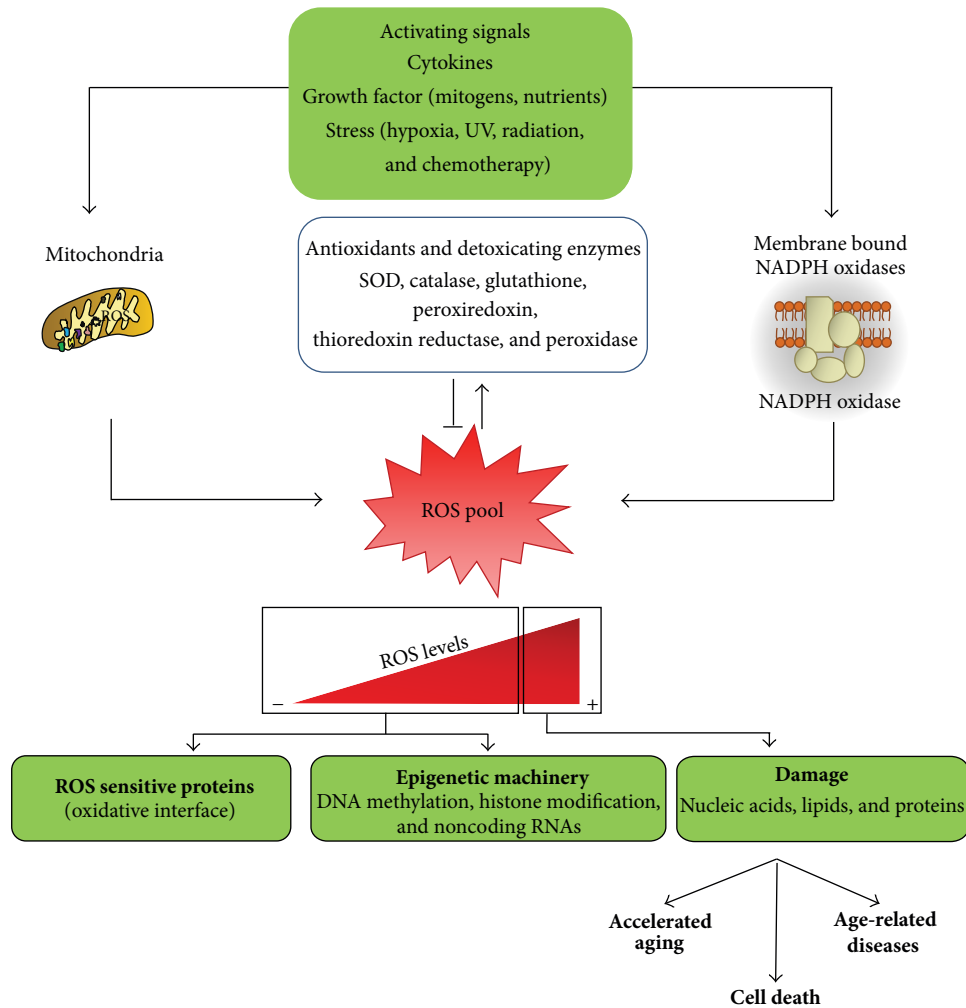 Activating signals
Cytokines
Growth factor (mitogens, nutrients)
Stress (hypoxia, UV, radiation,
and chemotherapy)
Mitochondria
ROS
Antioxidants and detoxicating enzymes
SOD, catalase, glutathione,
peroxiredoxin,
thioredoxin reductase, and peroxidase
Membrane bound
NADPH oxidases
NADPH oxidase
ROS pool
ROS levels
− +
ROS sensitive proteins
(oxidative interface)
Epigenetic machinery
DNA methylation, histone modification,
and noncoding RNAs
Damage
Nucleic acids, lipids, and proteins
Accelerated
aging
Age-related
diseases
Cell death